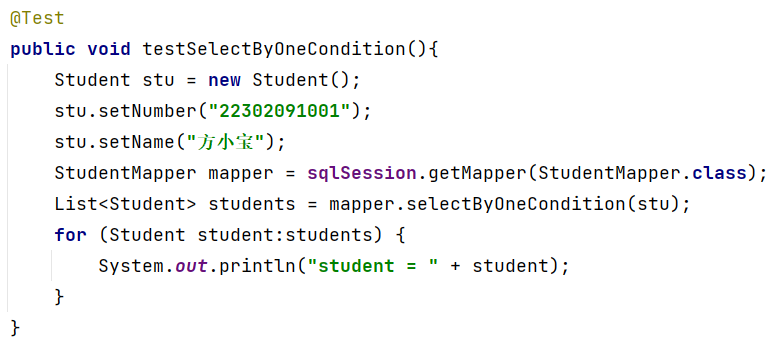 @Test
public void testSelectByOneCondition(){
    Student stu = new Student();
    stu.setNumber("22302091001");
    stu.setName("方小宝");
    StudentMapper mapper = sqlSession.getMapper(StudentMapper.class);
    List<Student> students = mapper.selectByOneCondition(stu);
    for (Student student:students) {
        System.out.println("student = " + student);
    }
}